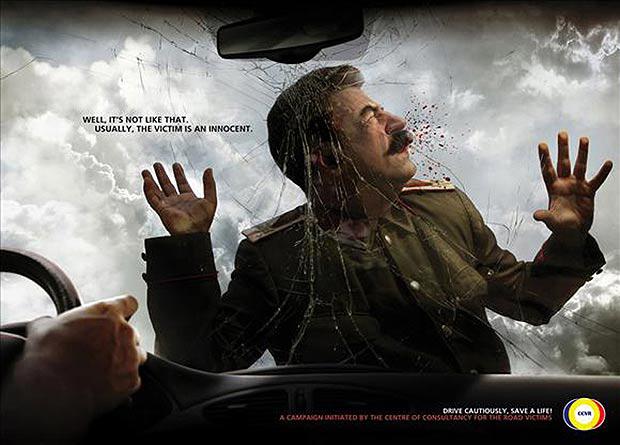 WELL, IT'S NOT LIKE THAT.
USUALLY, THE VICTIM IS AN INNOCENT.
DRIVE CAUTIOUSLY, SAVE A LIFE!
A CAMPAIGN INITIATED BY THE CENTRE OF CONSULTANCY FOR THE ROAD VICTIMS
CCVR